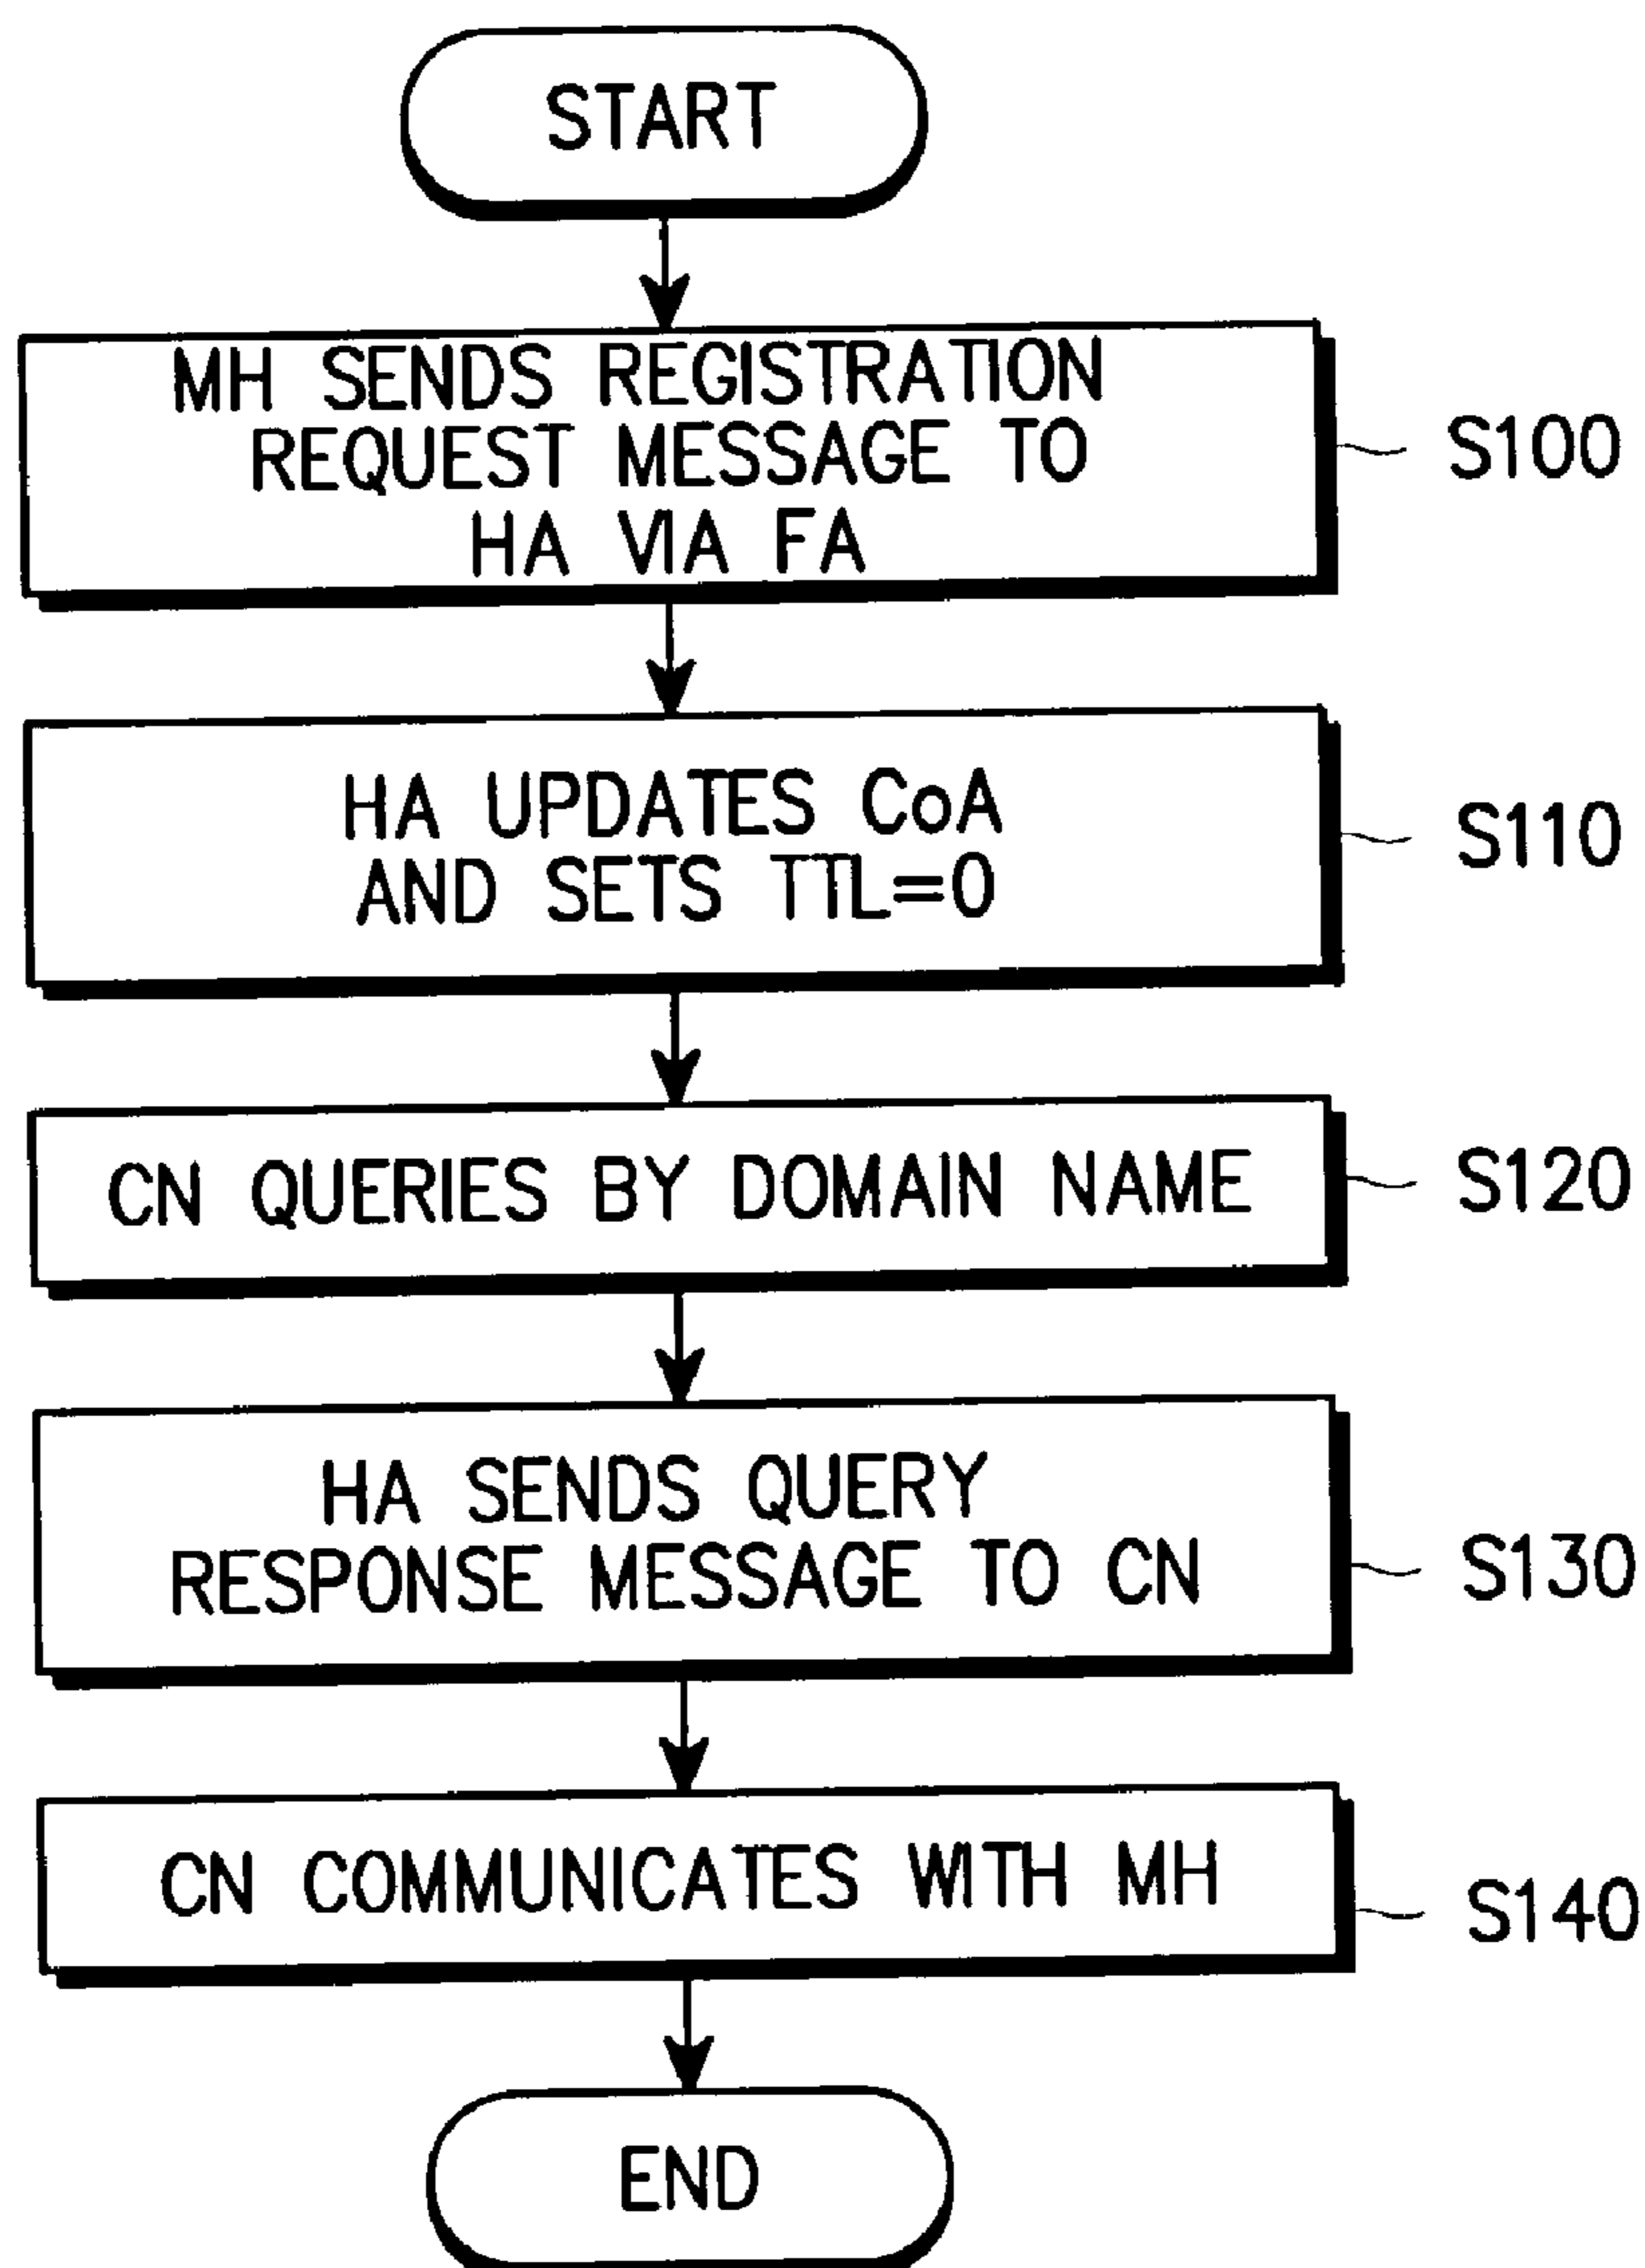 START
MH SENDS REGISTRATION
REQUEST MESSAGE TO
HA VIA FA
S100
HA UPDATES CoA
AND SETS TTL=0
S110
CN QUERIES BY DOMAIN NAME
S120
HA SENDS QUERY
RESPONSE MESSAGE TO CN
S130
CN COMMUNICATES WITH MH
S140
END